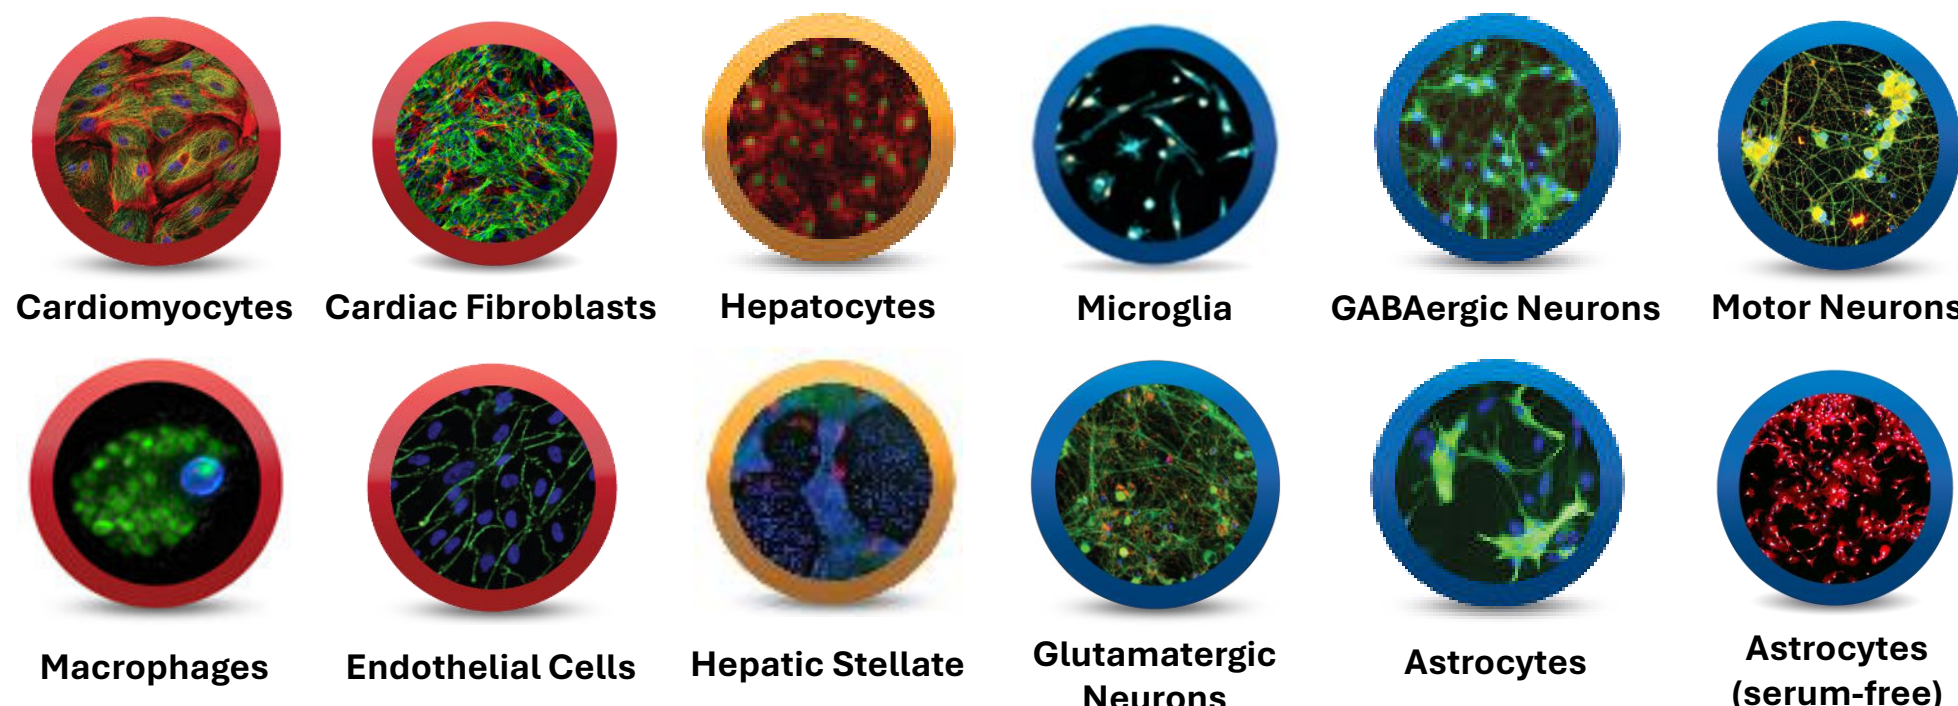 Cardiomyocytes
Cardiac Fibroblasts
Hepatocytes
Microglia
GABAergic Neurons
Motor Neurons
Macrophages
Endothelial Cells
Hepatic Stellate
Glutamatergic
Neurons
Astrocytes
Astrocytes
(serum-free)